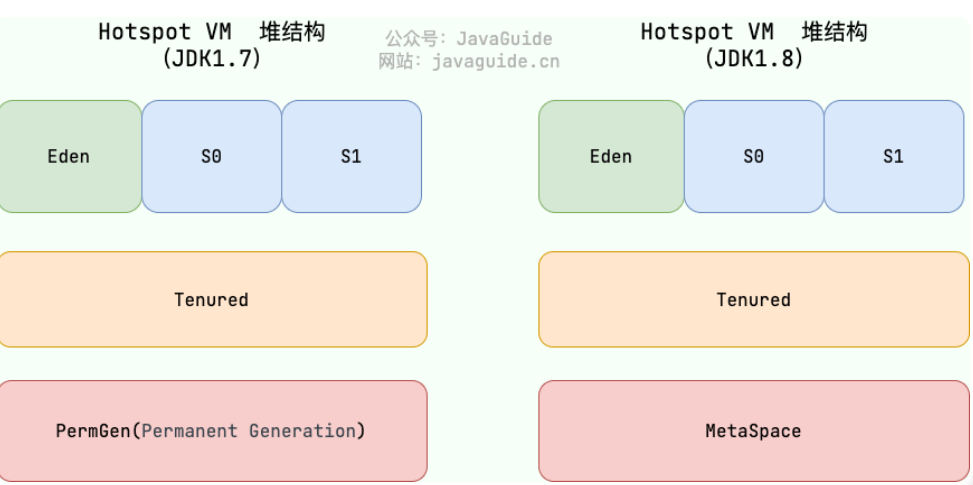 Hotspot VM 堆结构
(JDK1.7)
公众号：JavaGuide
网站：javaguide.cn
Hotspot VM 堆结构
(JDK1.8)
Eden
S0
S1
Eden
S0
S1
Tenured
Tenured
PermGen(Permanent Generation)
MetaSpace